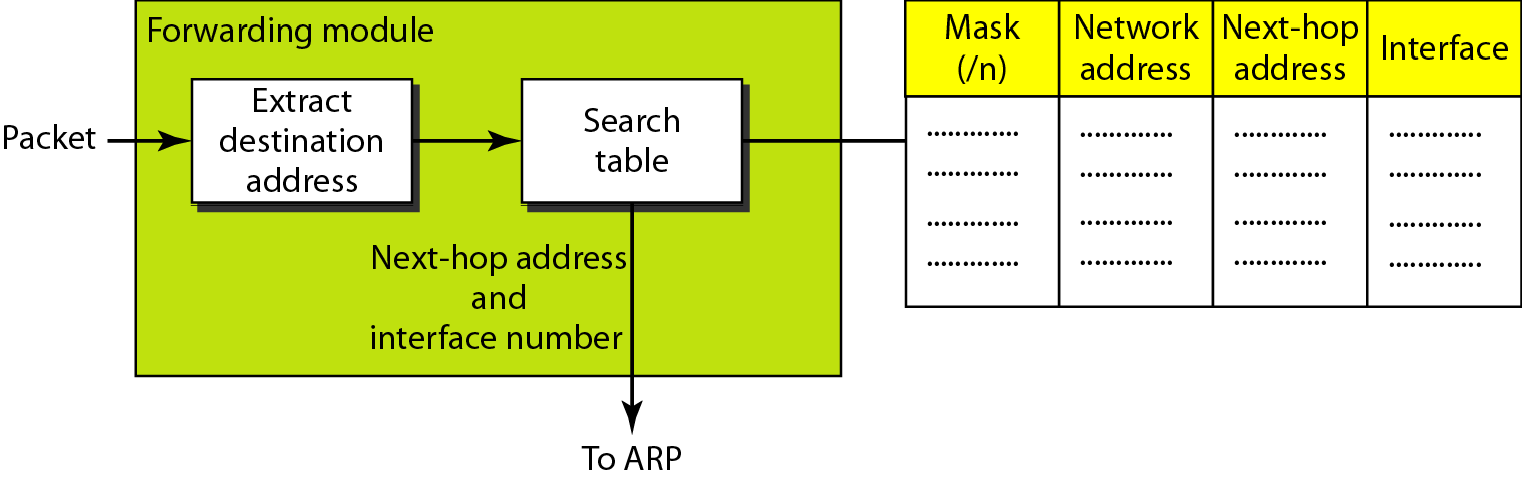 Forwarding module
Packet
Extract
destination
address
Search
table
Next-hop address
and
interface number
To ARP
Mask
(/n)
Network
address
Next-hop
address
Interface